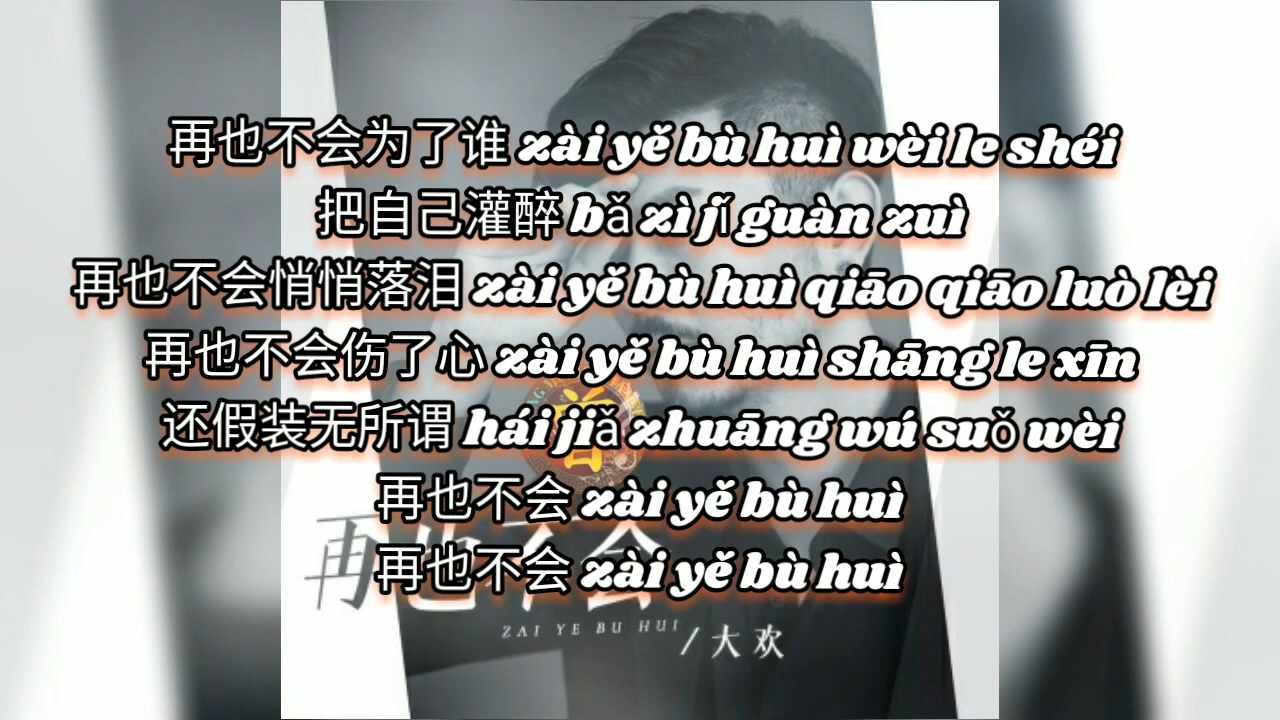 再也不会为了谁 zài yě bù huì wèi le shéi
把自己灌醉 bǎ zì jǐ guàn zuì
再也不会悄悄落泪 zài yě bù huì qiāo qiāo luò lèi
再也不会伤了心 zài yě bù huì shāng le xīn
还假装无所谓 hái jiǎ zhuāng wú suǒ wèi
再也不会 zài yě bù huì
再也不会 zài yě bù huì
再也不会
ZAI YE BU HUI
/ 大欢